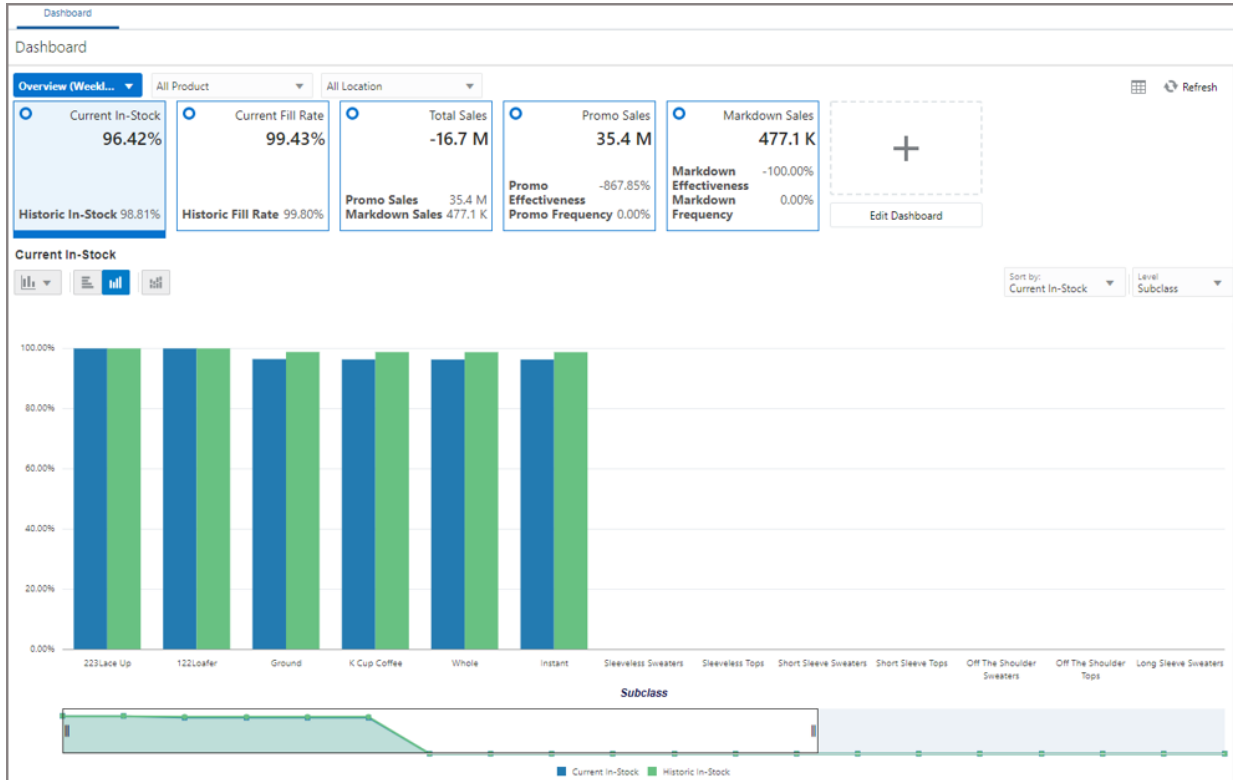 Dashboard
Dashboard
Overview (Weekl...
All Product
All Location
Refresh
Current In-Stock
96.42%
Historic In-Stock 98.81%
Current Fill Rate
99.43%
Historic Fill Rate 99.80%
Total Sales
-16.7 M
Promo Sales 35.4 M
Markdown Sales 477.1 K
Promo Sales
35.4 M
Promo -867.85%
Effectiveness
Promo Frequency 0.00%
Markdown Sales
477.1 K
Markdown -100.00%
Effectiveness
Markdown 0.00%
Frequency
Edit Dashboard
Current In-Stock
Sort by:
Current In-Stock
Level
Subclass
100.00%
80.00%
60.00%
40.00%
20.00%
0.00%
223Lace Up
122Loafer
Ground
K Cup Coffee
Whole
Instant
Sleeveless Sweaters
Sleeveless Tops
Short Sleeve Sweaters
Short Sleeve Tops
Off The Shoulder
Sweaters
Off The Shoulder
Tops
Long Sleeve Sweaters
Subclass
Current In-Stock
Historic In-Stock